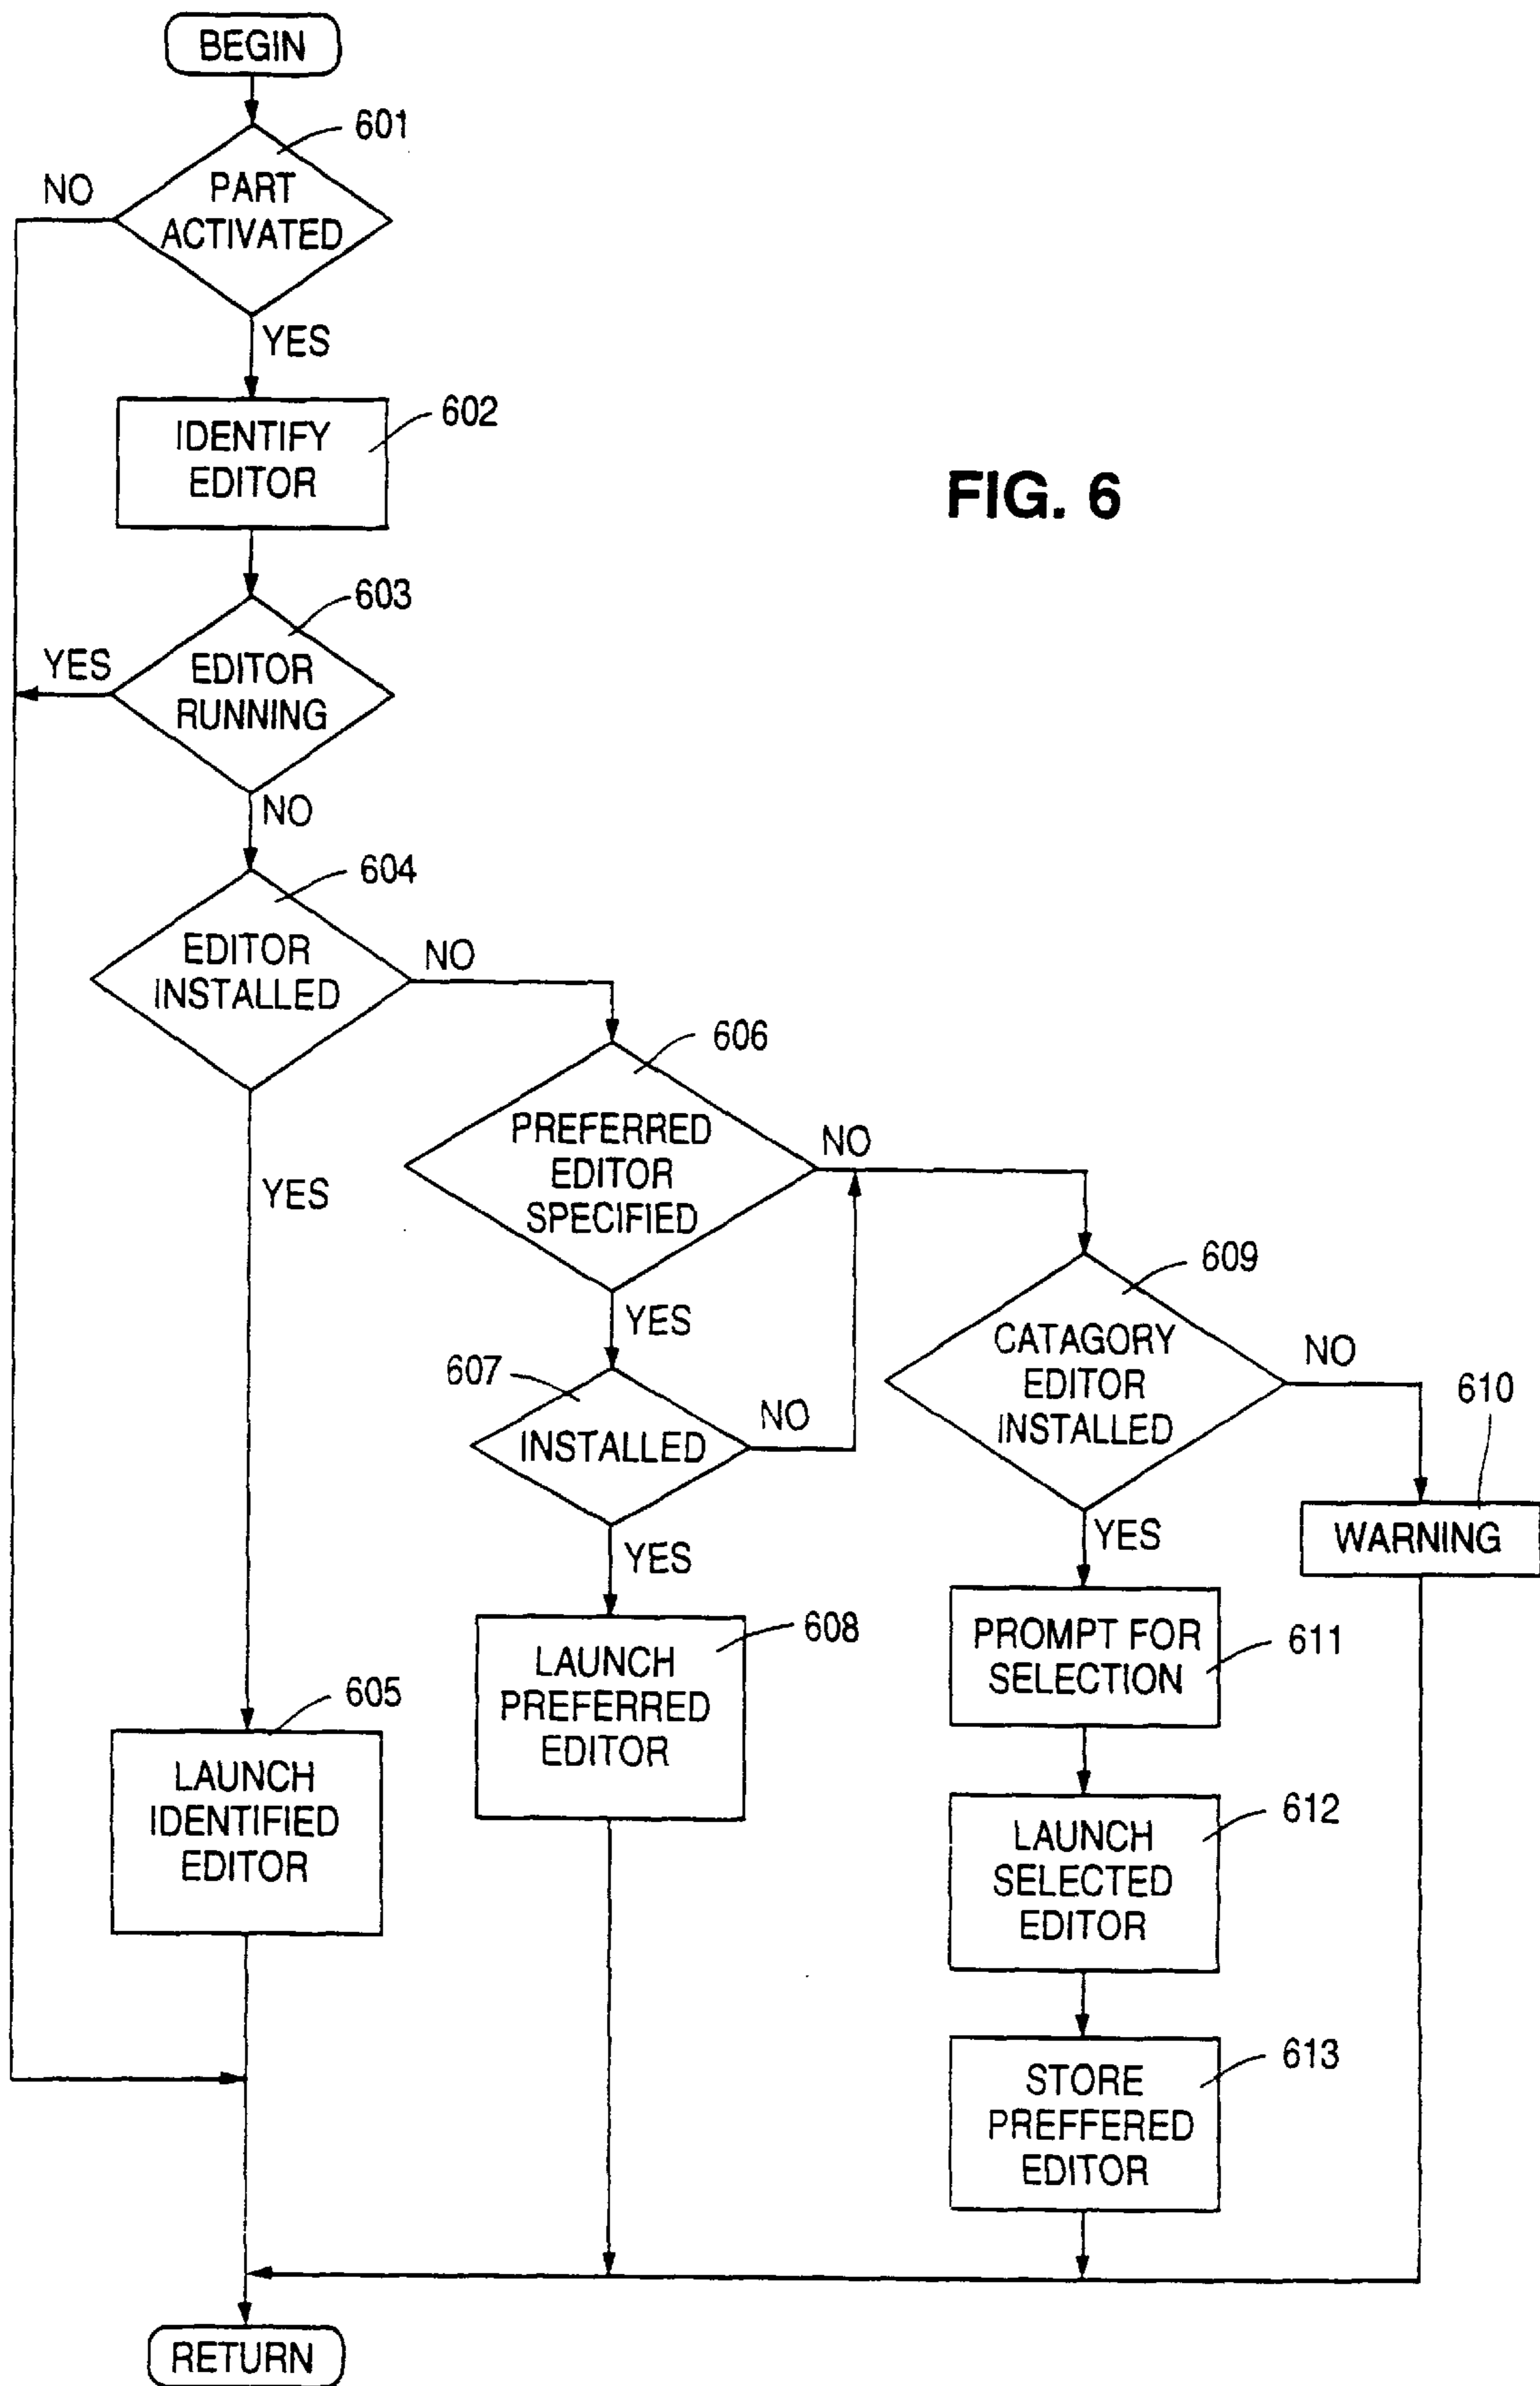 BEGIN
601
PART
ACTIVATED
NO
YES
602
IDENTIFY
EDITOR
FIG. 6
603
EDITOR
RUNNING
YES
NO
604
EDITOR
INSTALLED
NO
YES
606
PREFERRED
EDITOR
SPECIFIED
NO
YES
607
INSTALLED
NO
YES
609
CATAGORY
EDITOR
INSTALLED
NO
YES
610
WARNING
608
LAUNCH
PREFERRED
EDITOR
611
PROMPT FOR
SELECTION
605
LAUNCH
IDENTIFIED
EDITOR
612
LAUNCH
SELECTED
EDITOR
613
STORE
PREFFERED
EDITOR
RETURN